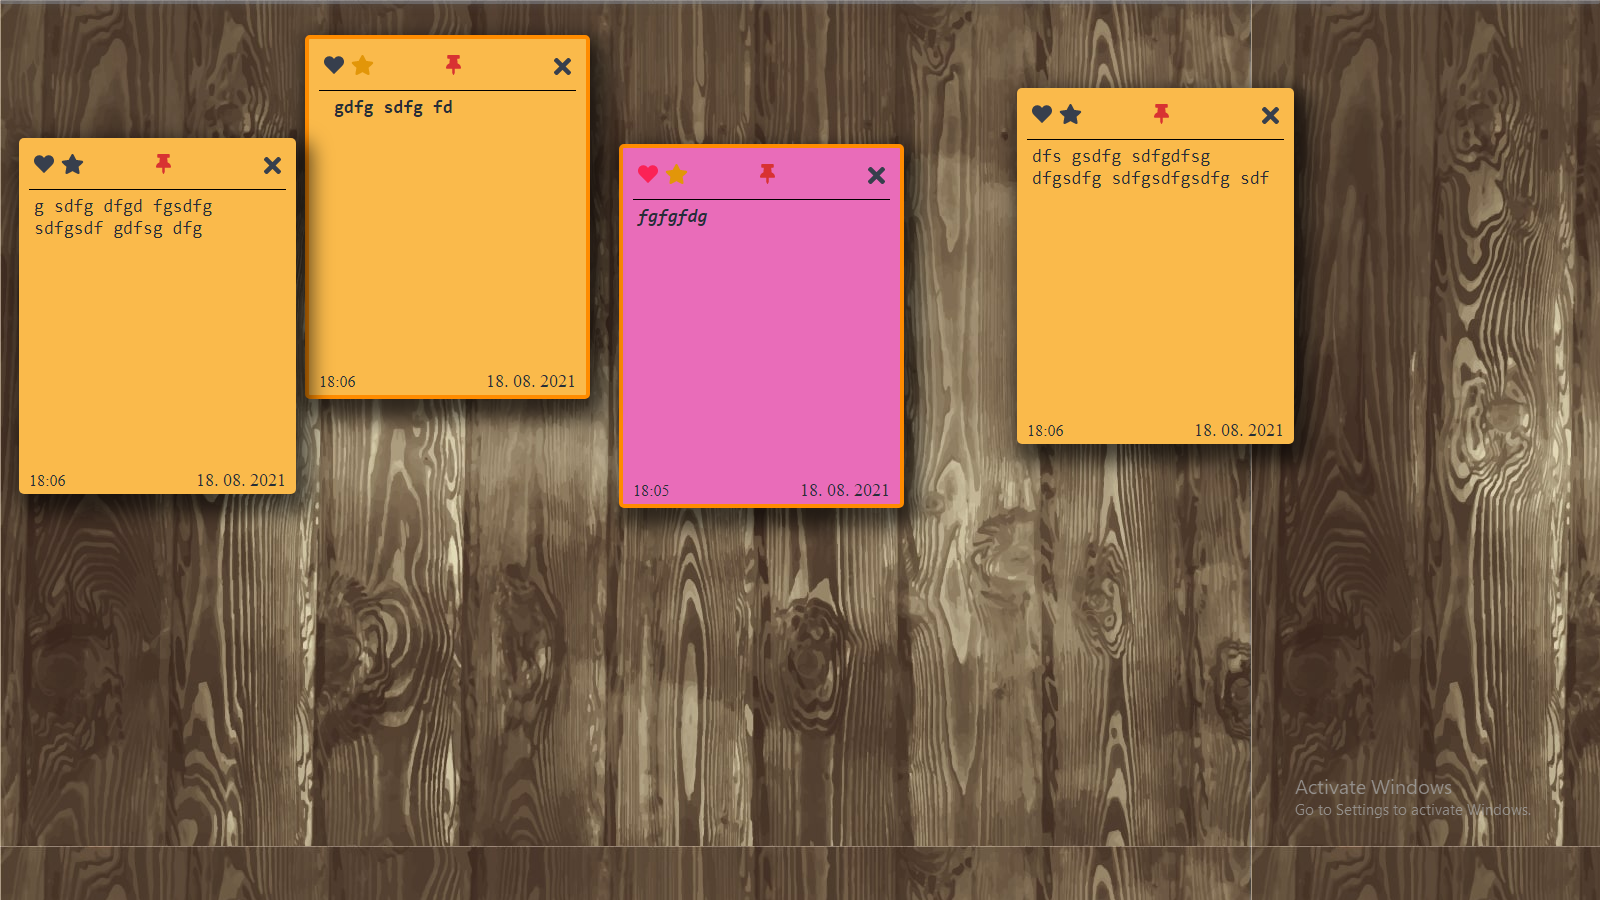 gdfg sdfg fd
18:06 18. 08. 2021
g sdfg dfgd fgsdfg
sdfgsdf gdfsg dfg
18:06 18. 08. 2021
fgfgfdg
18:05 18. 08. 2021
dfs gsdfg sdfgdfsg
dfgsdfg sdfgsdfgsdfg sdf
18:06 18. 08. 2021
Activate Windows
Go to Settings to activate Windows.